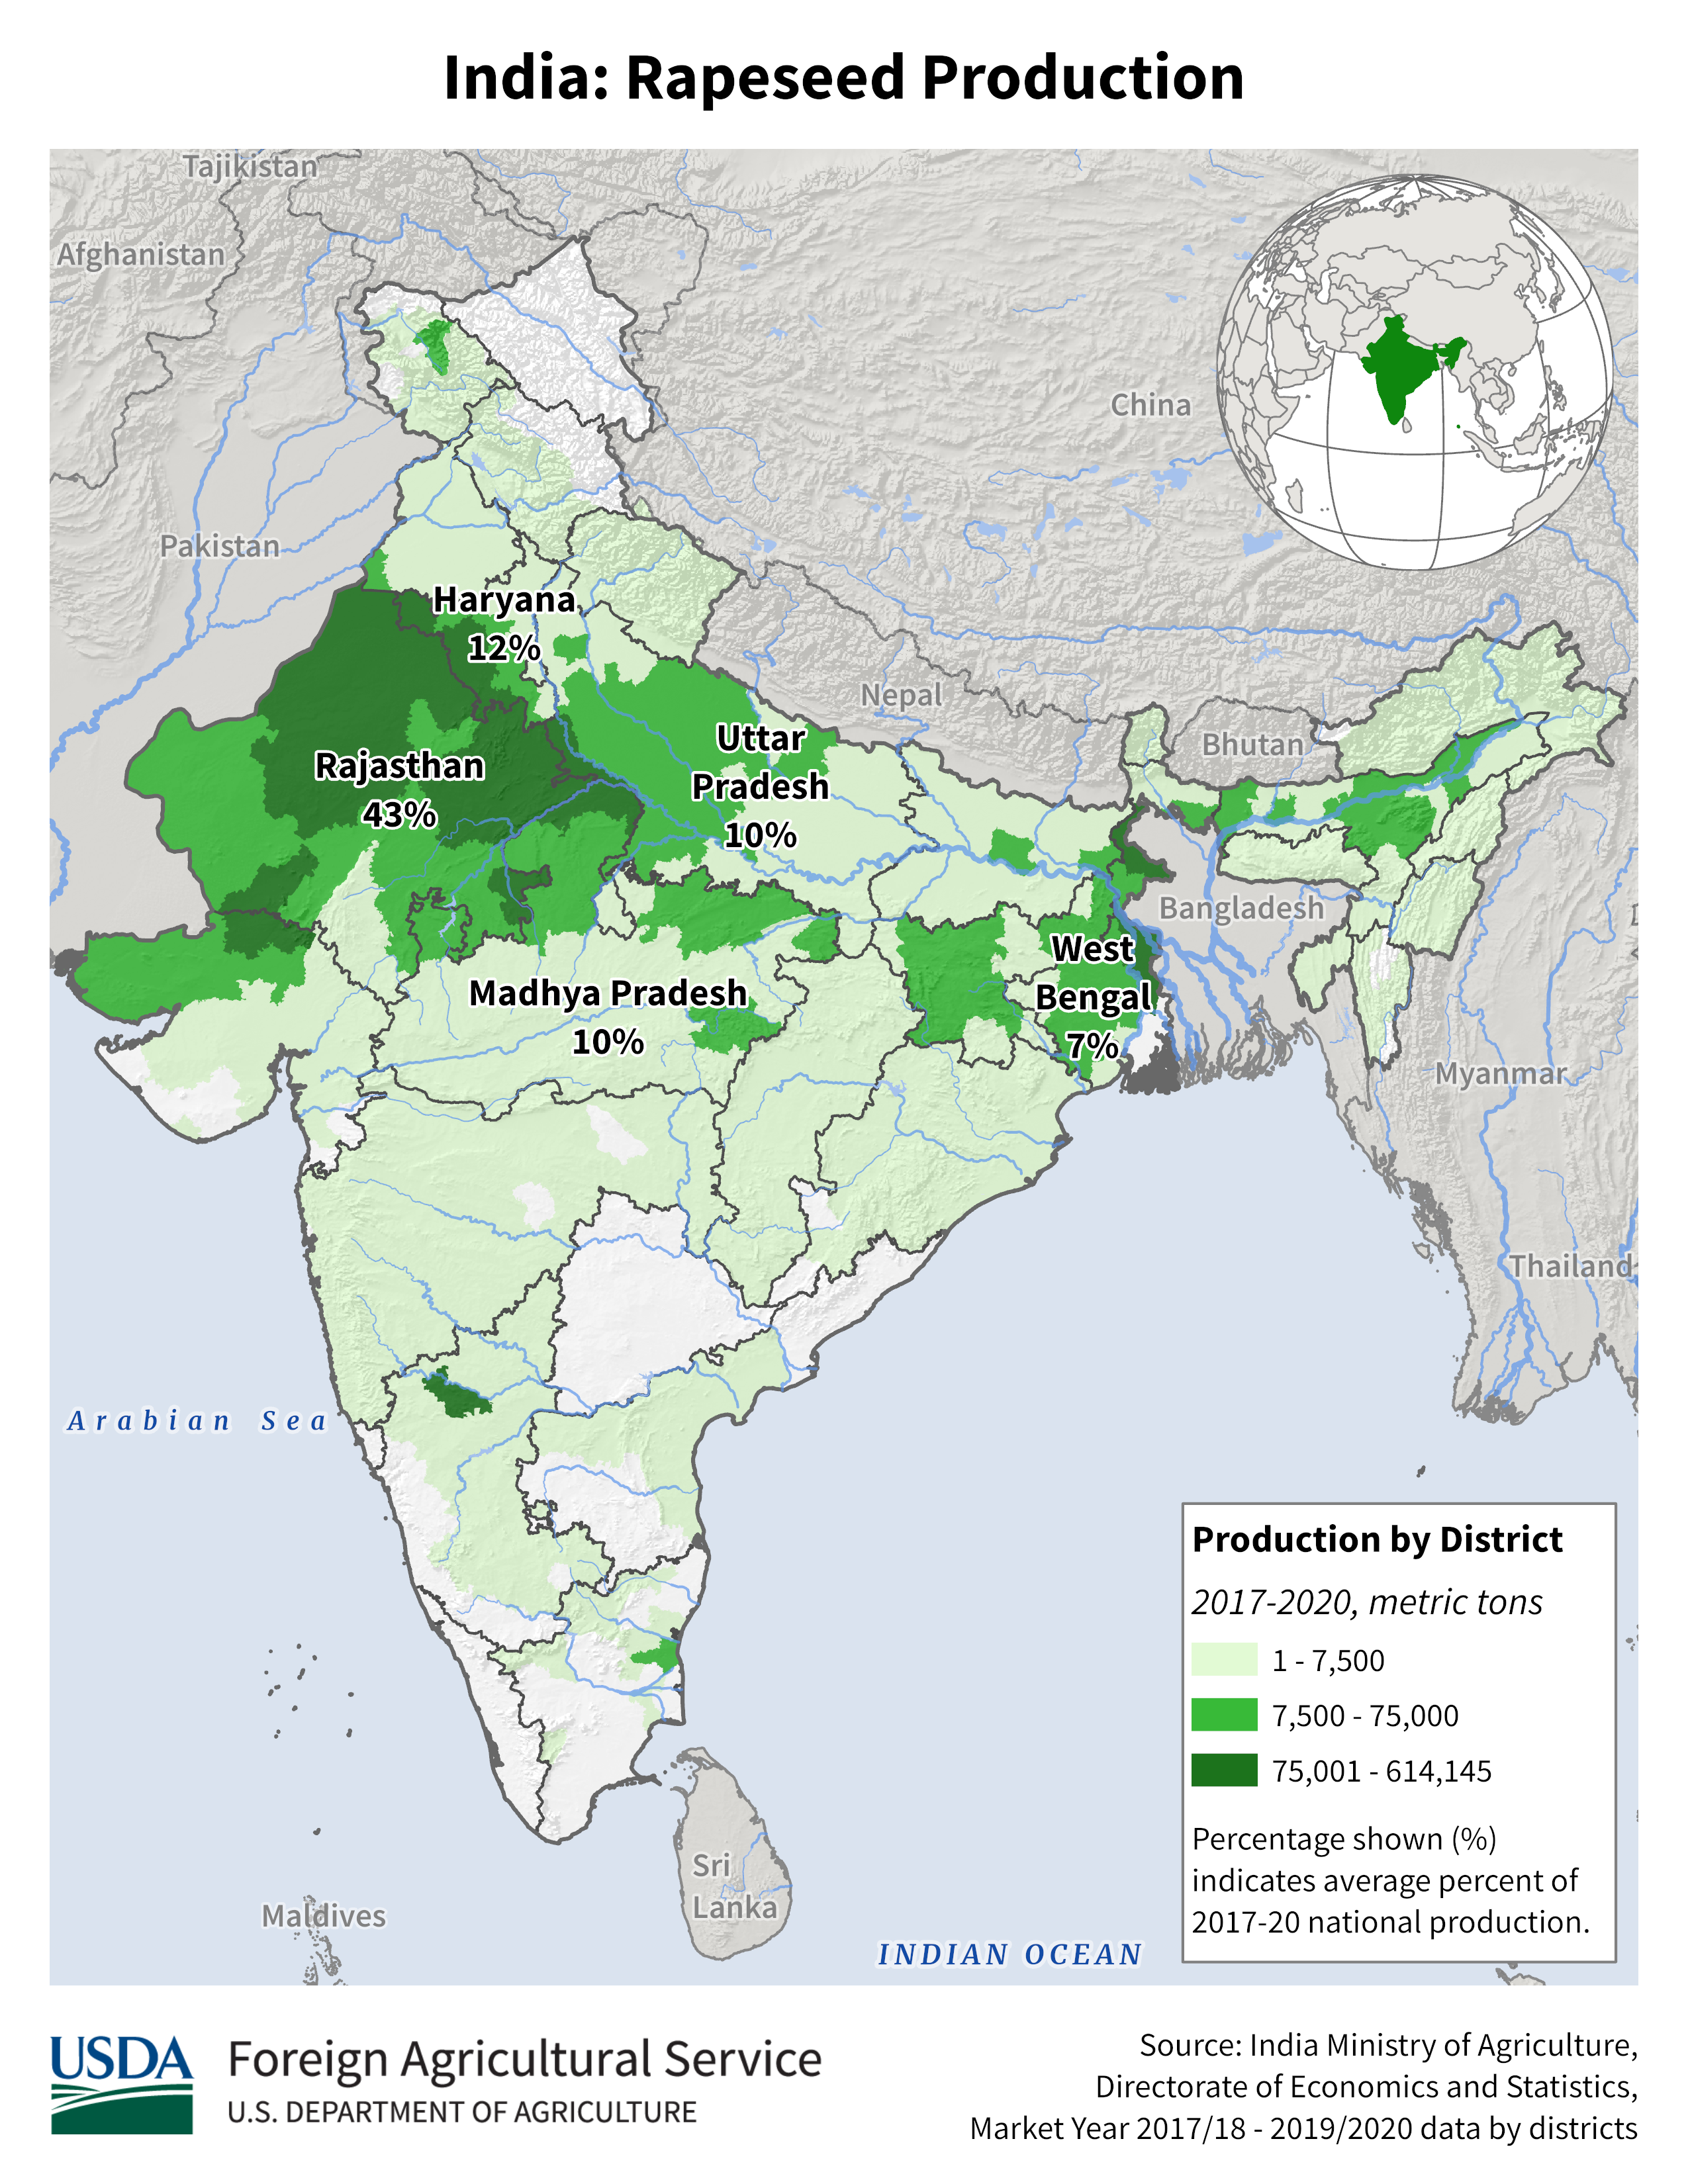 India: Rapeseed Production
Tajikistan
Afghanistan
China
Pakistan
Haryana
12%
Nepal
Bhutan
Uttar
Pradesh
10%
Rajasthan
43%
Bangladesh
West
Bengal
7%
Madhya Pradesh
10%
Myanmar
Thailand
Arabian Sea
Sri
Lanka
Maldives
INDIAN OCEAN
Production by District
2017-2020, metric tons
1 - 7,500
7,500 - 75,000
75,001 - 614,145
Percentage shown (%)
indicates average percent of
2017-20 national production.
USDA
Foreign Agricultural Service
U.S. DEPARTMENT OF AGRICULTURE
Source: India Ministry of Agriculture,
Directorate of Economics and Statistics,
Market Year 2017/18 - 2019/2020 data by districts